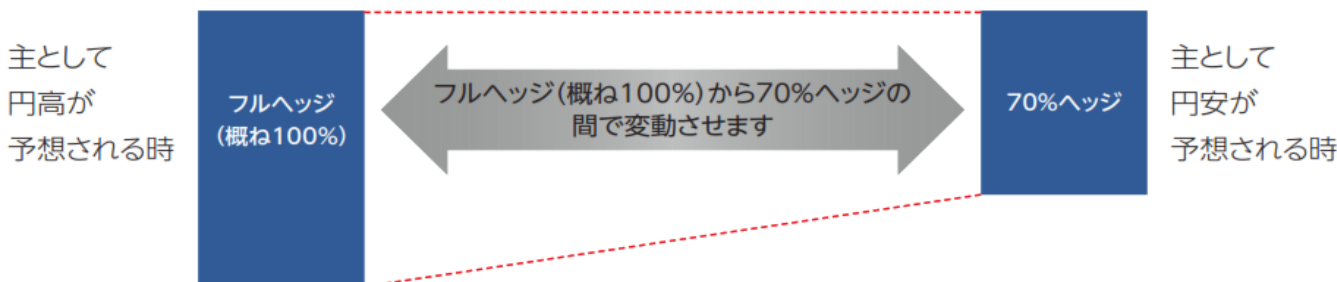 主として
円高が
予想される時
フルヘッジ
(概ね100%)
フルヘッジ(概ね100%)から70%ヘッジの
間で変動させます
70%ヘッジ
主として
円安が
予想される時